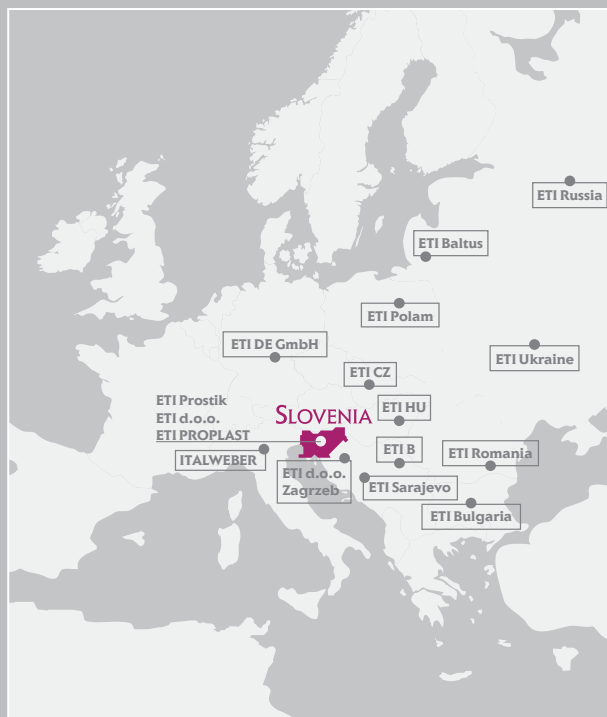 ETI Russia
ETI Baltus
ETI Polam
ETI DE GmbH
ETI Ukraine
ETI CZ
ETI Prostik
ETI d.o.o.
ETI PROPLAST
SLOVENIA
ETI HU
ITALWEBER
ETI d.o.o.
Zagrzeb
ETI B
ETI Romania
ETI Sarajevo
ETI Bulgaria